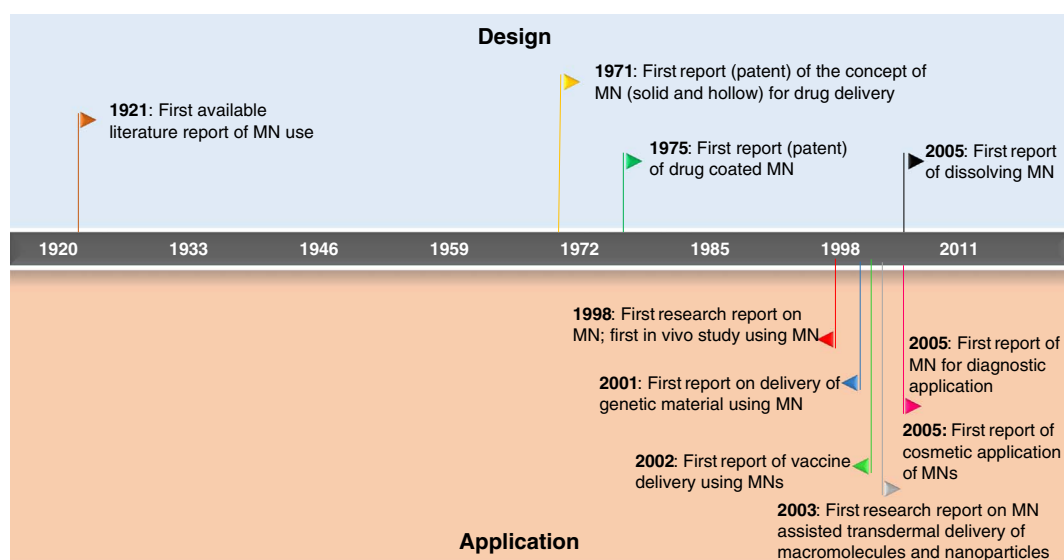 Design
1971: First report (patent) of the concept of
MN (solid and hollow) for drug delivery
1921: First available
literature report of MN use
1975: First report (patent)
of drug coated MN
2005: First report
of dissolving MN
1920 1933 1946 1959 1972 1985 1998 2011
1998: First research report on
MN; first in vivo study using MN
2005: First report of
MN for diagnostic
application
2001: First report on delivery of
genetic material using MN
2005: First report of
cosmetic application
of MNs
2002: First report of vaccine
delivery using MNs
2003: First research report on MN
assisted transdermal delivery of
macromolecules and nanoparticles
Application